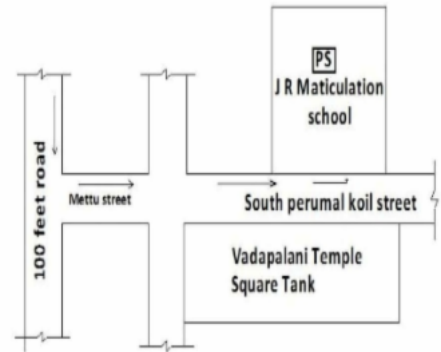 PS
J R Maticulation
school
100 feet road
Mettu street
South perumal koil street
Vadapalani Temple
Square Tank